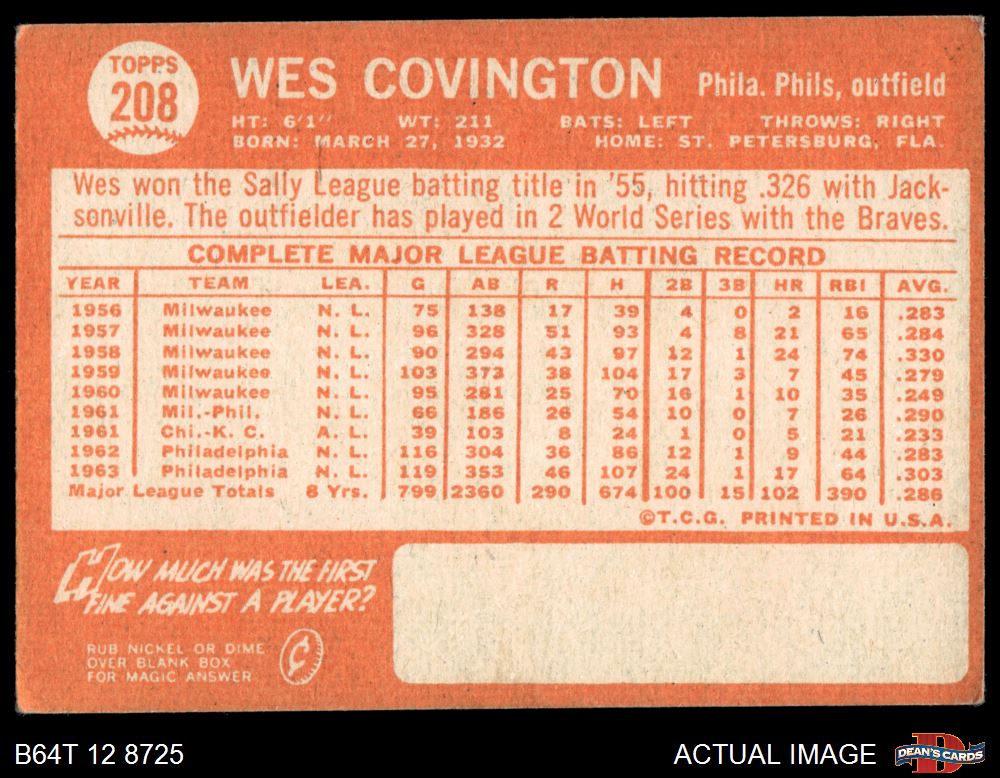 TOPPS
208
WES COVINGTON Phila. Phils, outfield
HT: 6'1" WT: 211 BATS: LEFT THROWS: RIGHT
BORN: MARCH 27, 1932 HOME: ST. PETERSBURG, FLA.
Wes won the Sally League batting title in '55, hitting .326 with Jack-
sonville. The outfielder has played in 2 World Series with the Braves.
COMPLETE MAJOR LEAGUE BATTING RECORD
YEAR TEAM LEA. G AB R H 2B 3B HR RBI AVG.
1956 Milwaukee N. L. 75 138 17 39 4 0 2 16 .283
1957 Milwaukee N. L. 96 328 51 93 4 8 21 65 .284
1958 Milwaukee N. L. 90 294 43 97 12 1 24 74 .330
1959 Milwaukee N. L. 103 373 38 104 17 3 7 45 .279
1960 Milwaukee N. L. 95 281 25 70 16 1 10 35 .249
1961 Mil.-Phil. N. L. 66 186 26 54 10 0 7 26 .290
1961 Chi.-K. C. A. L. 39 103 8 24 1 0 5 21 .233
1962 Philadelphia N. L. 116 304 36 86 12 1 9 44 .283
1963 Philadelphia N. L. 119 353 46 107 24 1 17 64 .303
Major League Totals 8 Yrs. 799 2360 290 674 100 15 102 390 .286
©T.C.G. PRINTED IN U.S.A.
HOW MUCH WAS THE FIRST
FINE AGAINST A PLAYER?
RUB NICKEL OR DIME
OVER BLANK BOX
FOR MAGIC ANSWER
¢
B64T 12 8725 ACTUAL IMAGE DEAN'S CARDS